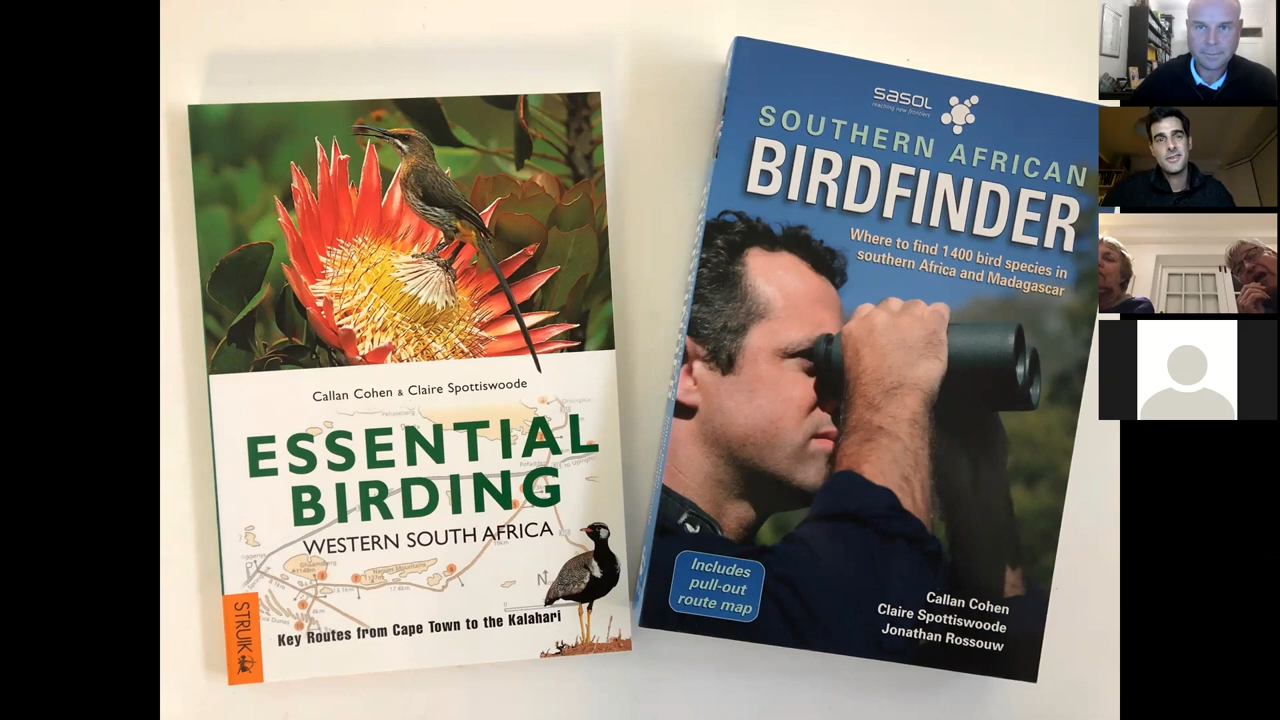 Callan Cohen & Claire Spottiswoode
ESSENTIAL
BIRDING
WESTERN SOUTH AFRICA
Key Routes from Cape Town to the Kalahari
STRUIK
sasol
reaching new frontiers
SOUTHERN AFRICAN
BIRDFINDER
Where to find 1400 bird species in
southern Africa and Madagascar
Includes
pull-out
route map
Callan Cohen
Claire Spottiswoode
Jonathan Rossouw